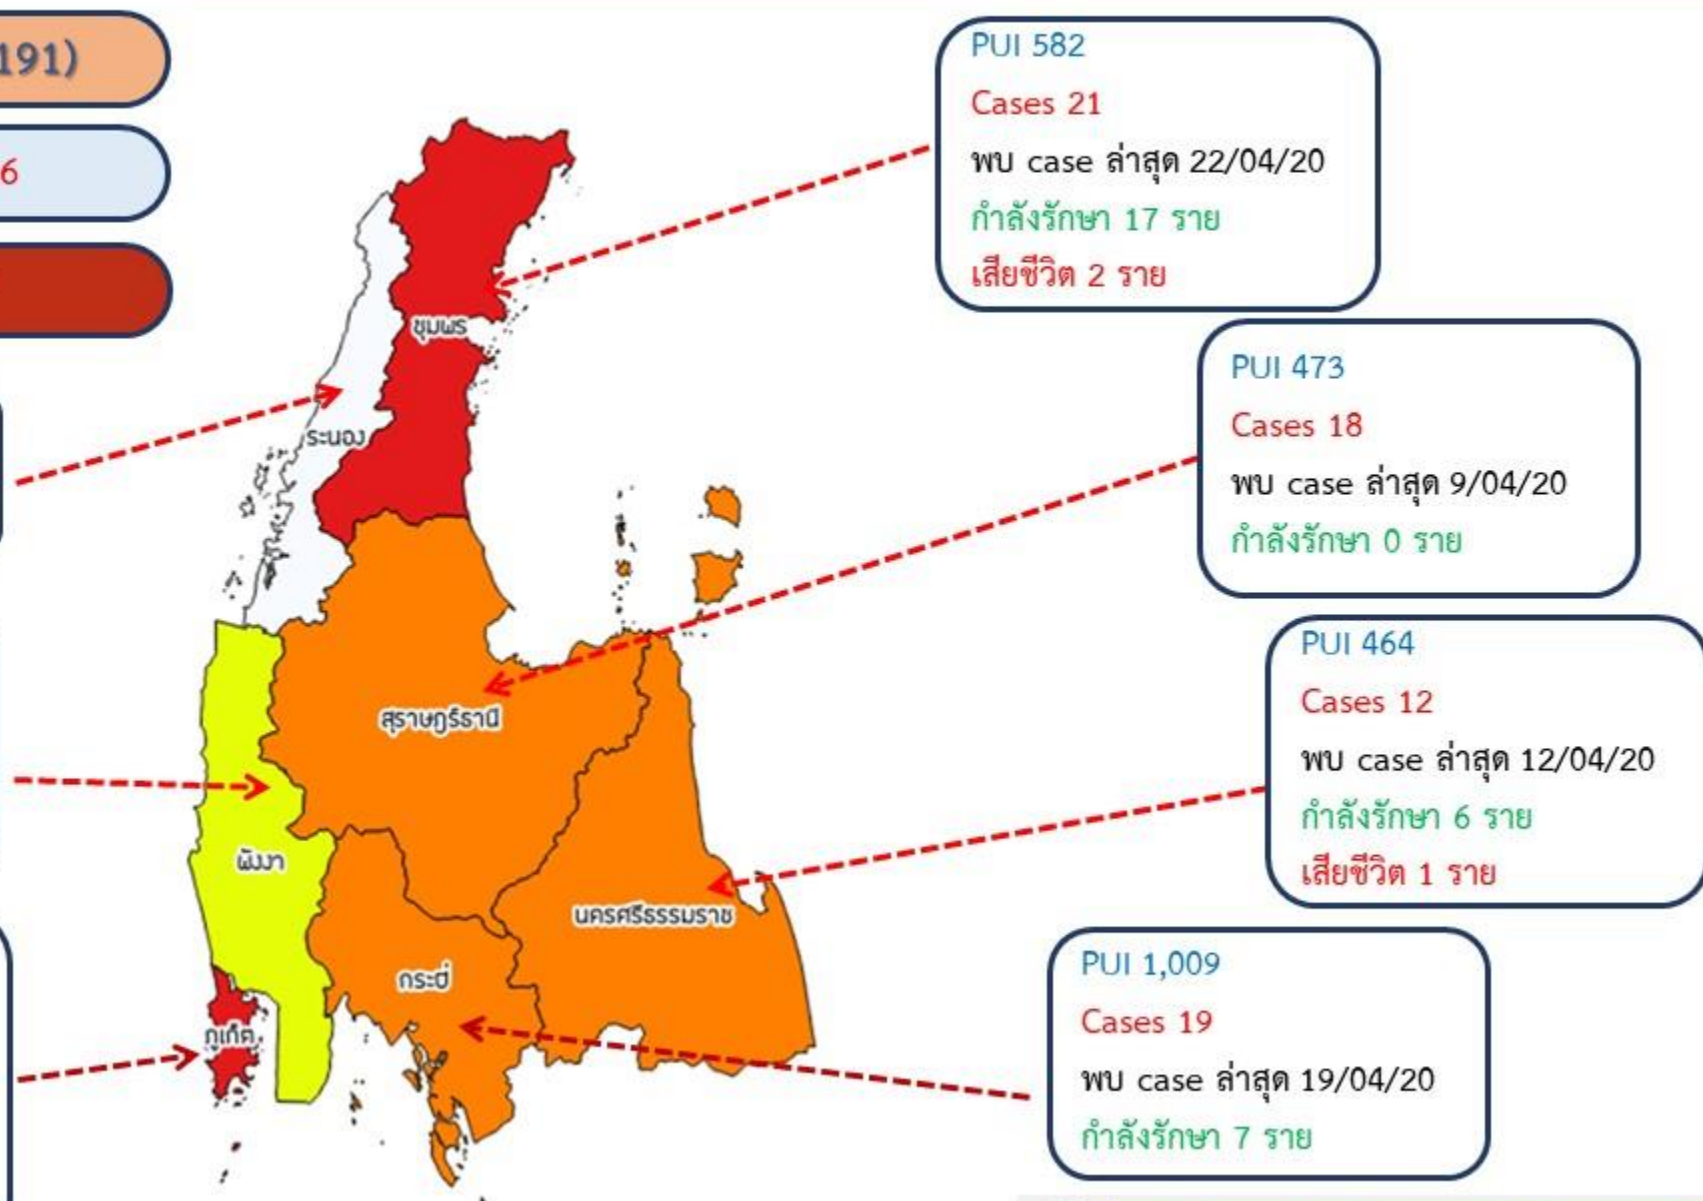 191)
6
PUI 582
Cases 21
พบ case ล่าสุด 22/04/20
กำลังรักษา 17 ราย
เสียชีวิต 2 ราย
ชุมพร
PUI 473
Cases 18
พบ case ล่าสุด 9/04/20
กำลังรักษา 0 ราย
ระนอง
PUI 464
Cases 12
พบ case ล่าสุด 12/04/20
กำลังรักษา 6 ราย
เสียชีวิต 1 ราย
สุราษฎร์ธานี
พังงา
นครศรีธรรมราช
กระบี่
ภูเก็ต
PUI 1,009
Cases 19
พบ case ล่าสุด 19/04/20
กำลังรักษา 7 ราย